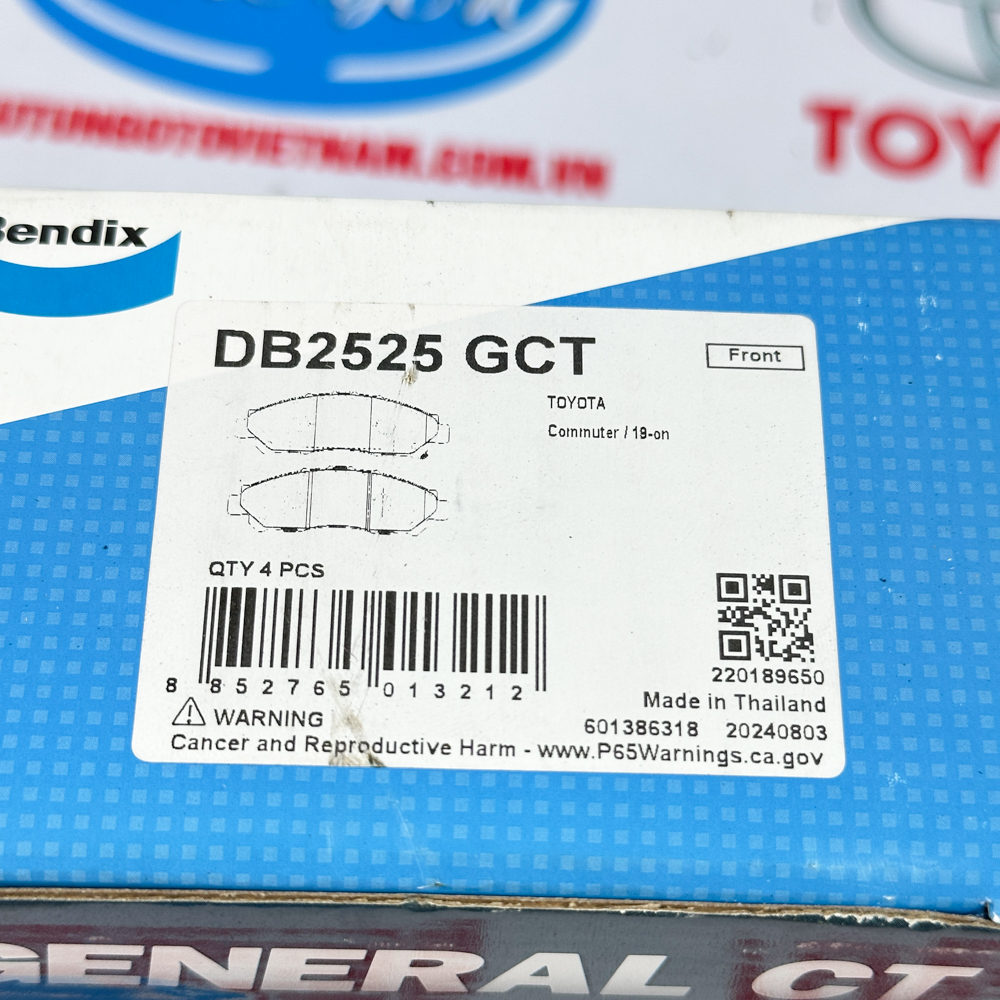 TOY
Bendix
DB2525 GCT
Front
TOYOTA
Commuter / 19-on
QTY 4 PCS
8 852765 013212
220189650
Made in Thailand
WARNING
601386318 20240803
Cancer and Reproductive Harm - www.P65Warnings.ca.gov
GENERAL CT